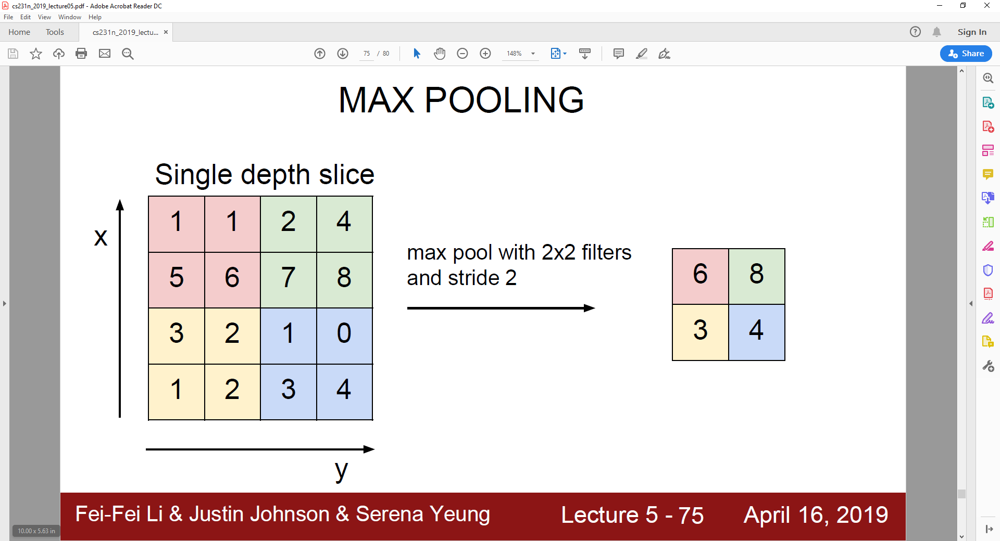 cs231n_2019_lecture05.pdf - Adobe Acrobat Reader DC
File Edit View Window Help
Home Tools cs231n_2019_lectu... ×
? Sign In
75 / 80 148% Share
MAX POOLING
Single depth slice
x
1 1 2 4
5 6 7 8
3 2 1 0
1 2 3 4
y
max pool with 2x2 filters
and stride 2
6 8
3 4
Fei-Fei Li & Justin Johnson & Serena Yeung Lecture 5 - 75 April 16, 2019
10.00 x 5.63 in